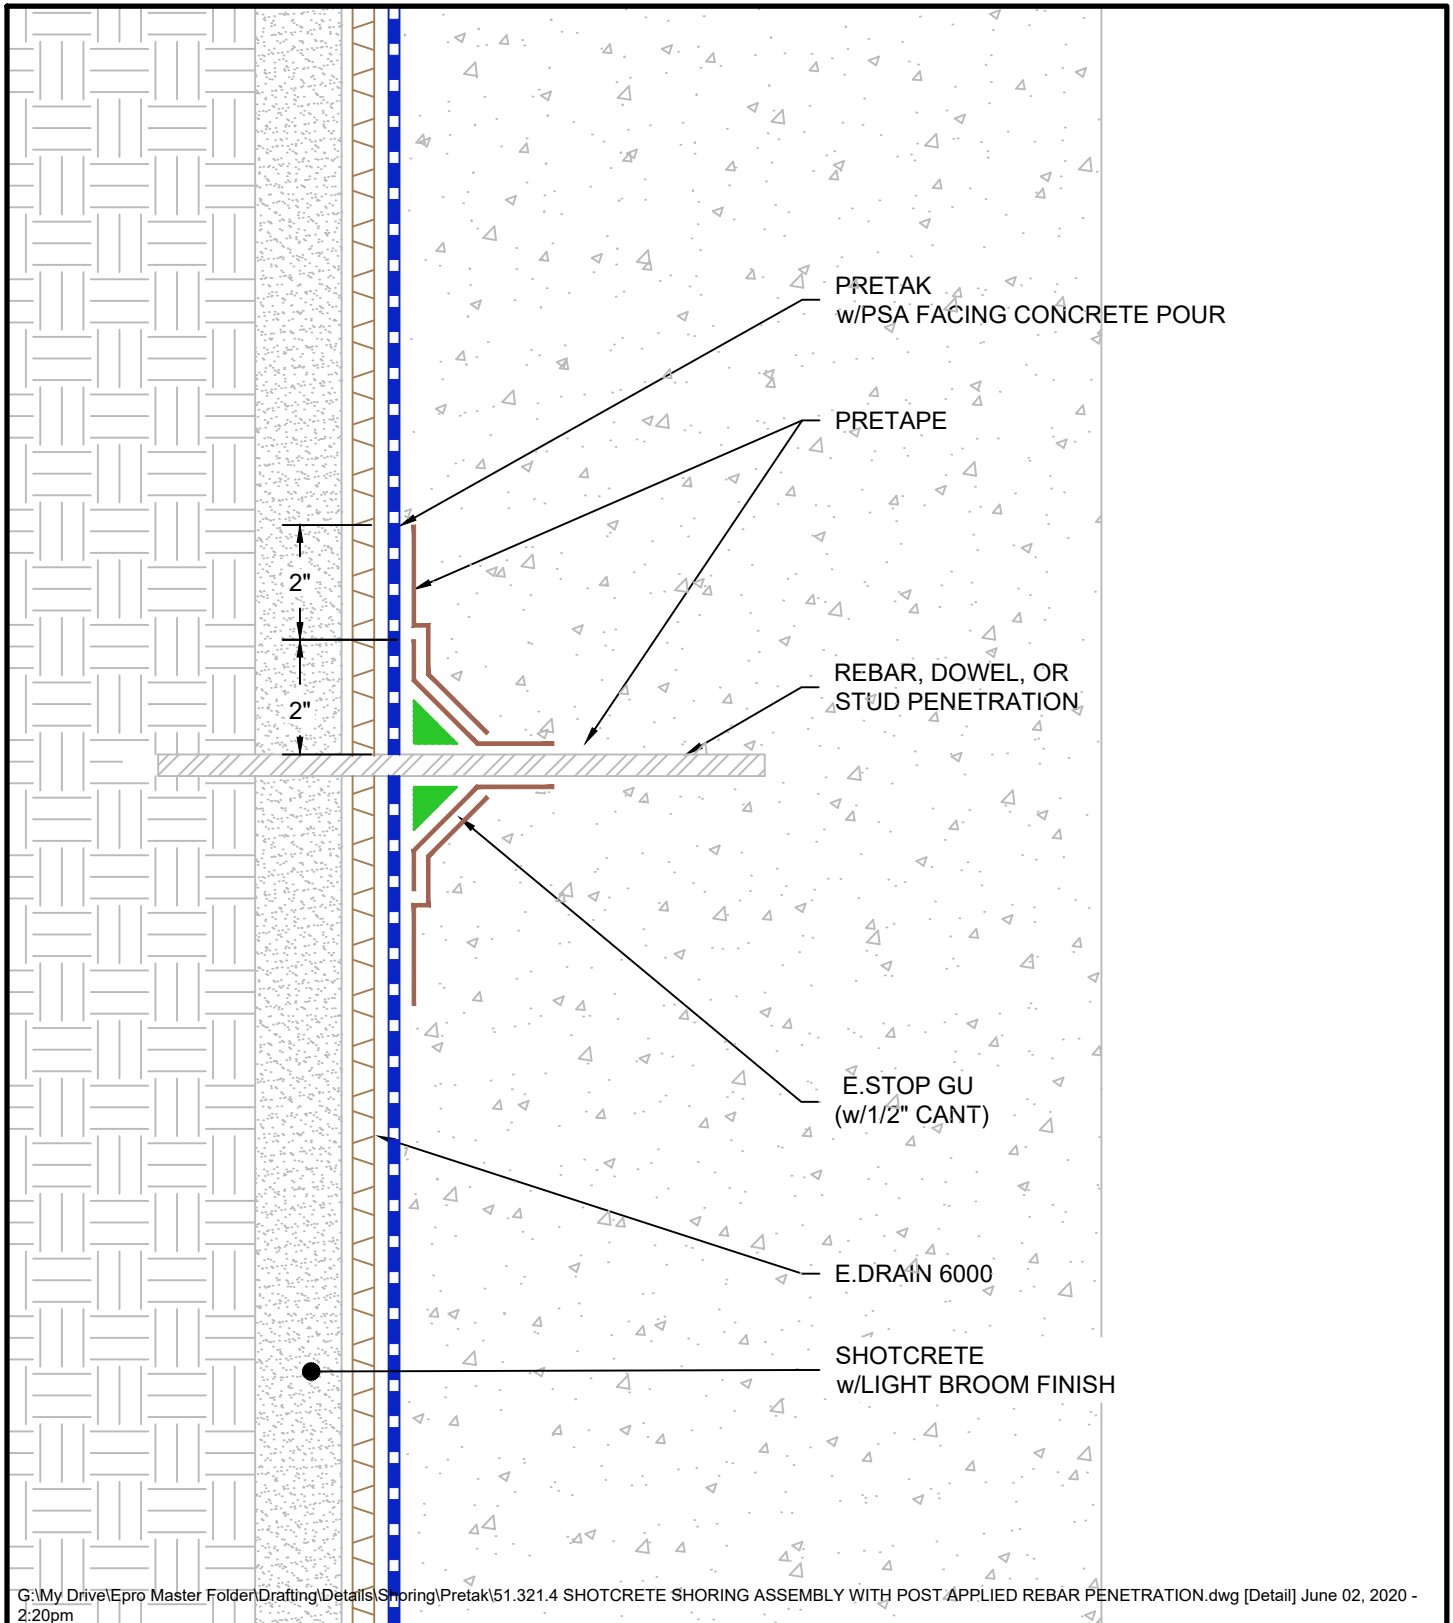 PRETAK
w/PSA FACING CONCRETE POUR
PRETAPE
2"
2"
REBAR, DOWEL, OR
STUD PENETRATION
E.STOP GU
(w/1/2" CANT)
E.DRAIN 6000
SHOTCRETE
w/LIGHT BROOM FINISH
G:\My Drive\Epro Master Folder\Drafting\Details\Shoring\Pretak\51.321.4 SHOTCRETE SHORING ASSEMBLY WITH POST APPLIED REBAR PENETRATION.dwg [Detail] June 02, 2020 -
2:20pm